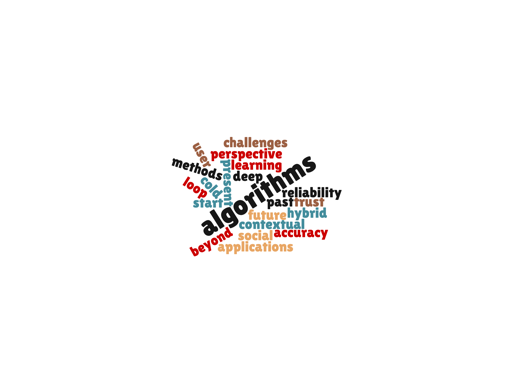 challenges
user
perspective
methods
learning
present
deep
algorithms
loop
cold
start
reliability
past
trust
future
hybrid
contextual
beyond
social
accuracy
applications